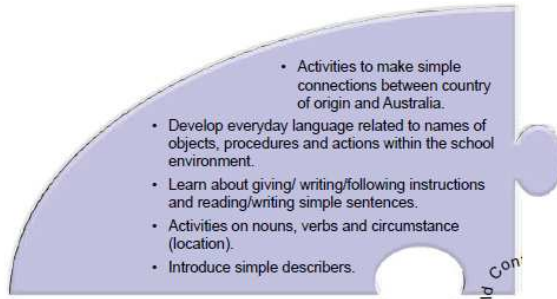 • Activities to make simple
connections between country
of origin and Australia.
• Develop everyday language related to names of
objects, procedures and actions within the school
environment.
• Learn about giving/ writing/following instructions
and reading/writing simple sentences.
• Activities on nouns, verbs and circumstance
(location).
• Introduce simple describers.